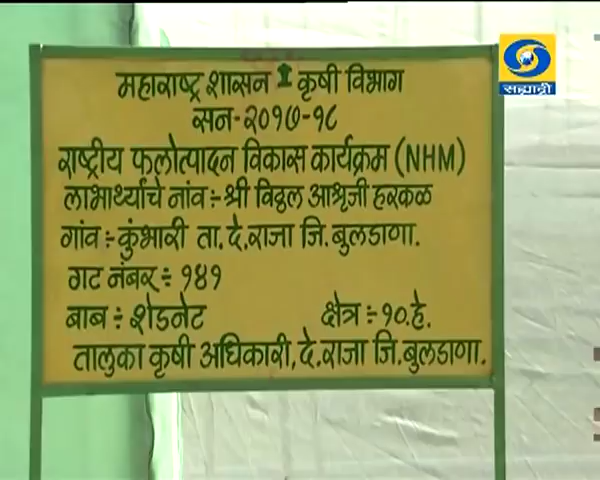 सह्याद्री
महाराष्ट्र शासन कृषी विभाग
सन-२०१७-१८
राष्ट्रीय फलोत्पादन विकास कार्यक्रम (NHM)
लाभार्थ्याचे नांव :- श्री विठ्ठल आश्रृजी हरकळ
गांव :- कुंभारी ता. दे. राजा जि. बुलडाणा.
गट नंबर :- १४१
बाब :- शेडनेट क्षेत्र :- १०.हे.
तालुका कृषी अधिकारी, दे. राजा जि. बुलडाणा.